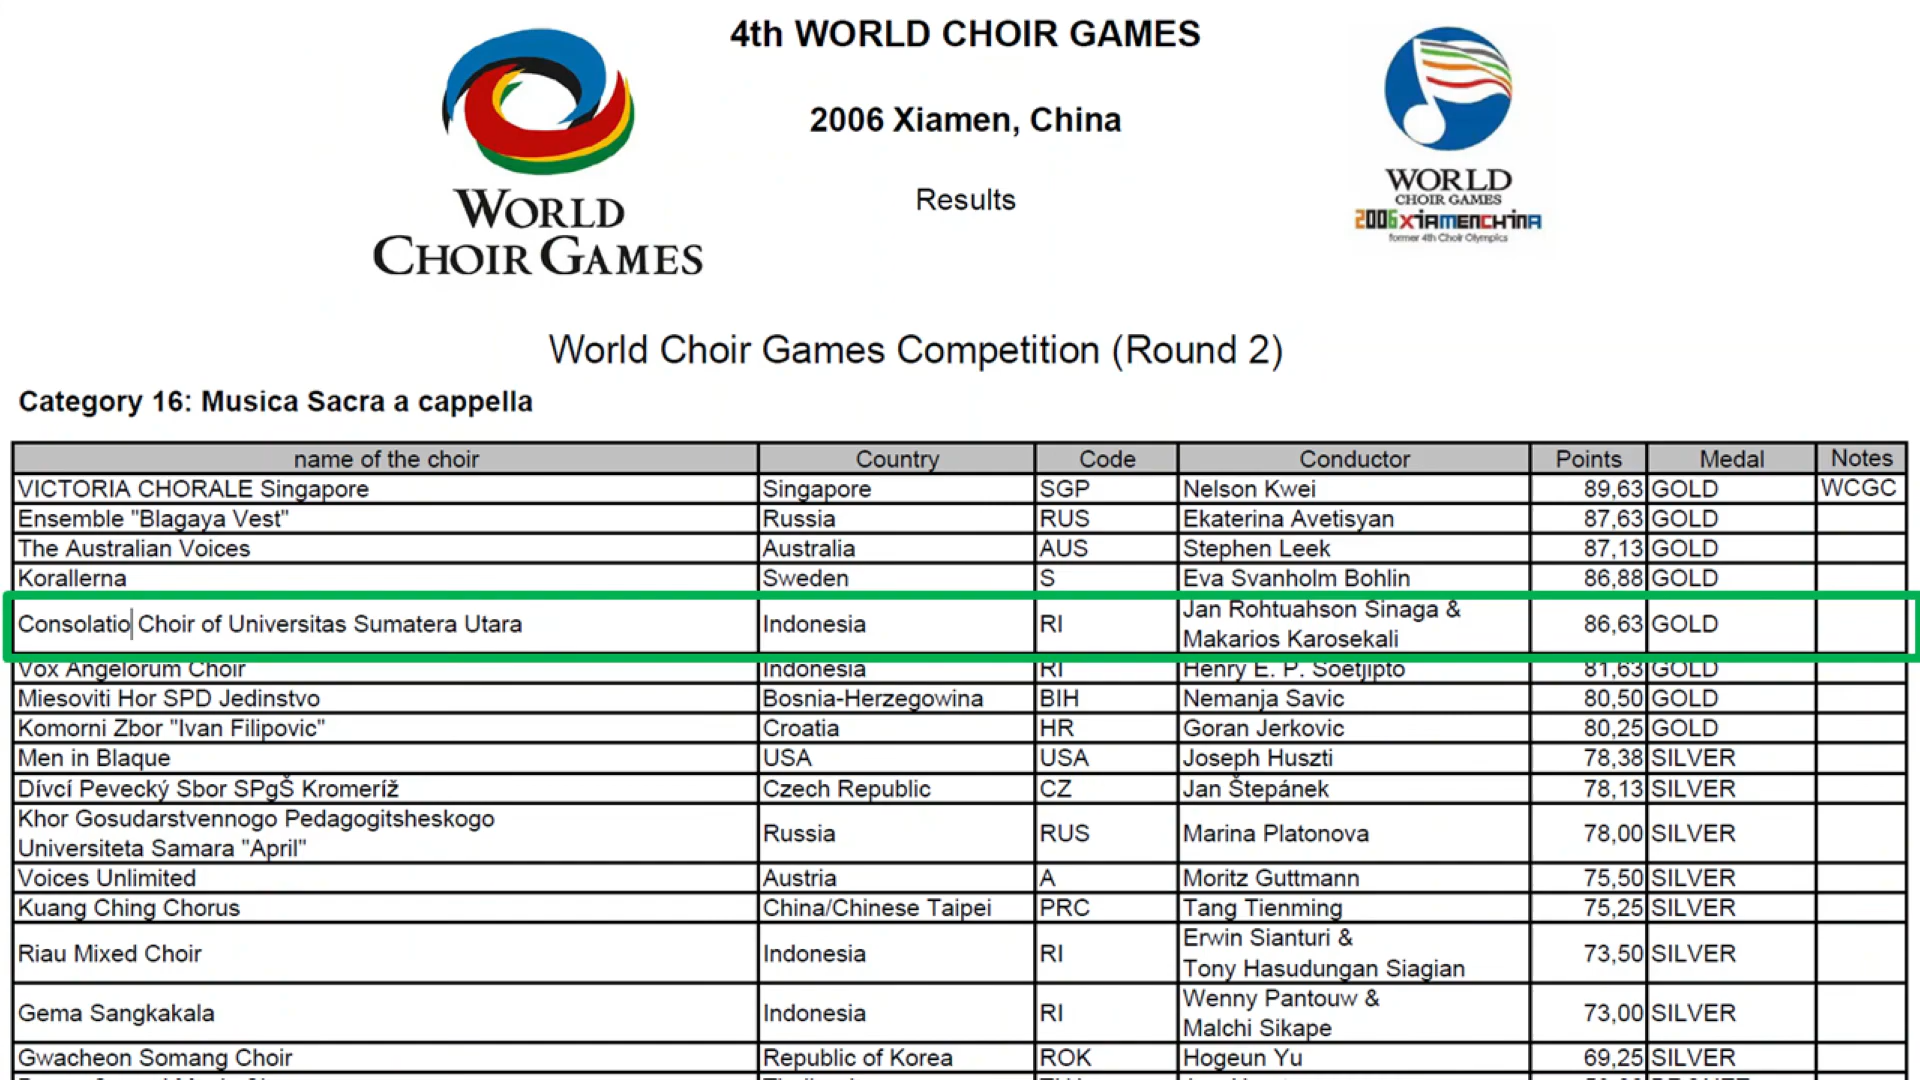 4th WORLD CHOIR GAMES
2006 Xiamen, China
Results
WORLD
CHOIR GAMES
WORLD
CHOIR GAMES
2006 XIAMENCHINA
former 4th Choir Olympics
World Choir Games Competition (Round 2)
Category 16: Musica Sacra a cappella
name of the choir Country Code Conductor Points Medal Notes
VICTORIA CHORALE Singapore Singapore SGP Nelson Kwei 89,63 GOLD WCGC
Ensemble "Blagaya Vest" Russia RUS Ekaterina Avetisyan 87,63 GOLD
The Australian Voices Australia AUS Stephen Leek 87,13 GOLD
Korallerna Sweden S Eva Svanholm Bohlin 86,88 GOLD
Consolatio Choir of Universitas Sumatera Utara Indonesia RI Jan Rohtuahson Sinaga &
Makarios Karosekali 86,63 GOLD
Vox Angelorum Choir Indonesia RI Henry E. P. Soetjipto 81,63 GOLD
Miesoviti Hor SPD Jedinstvo Bosnia-Herzegowina BIH Nemanja Savic 80,50 GOLD
Komorni Zbor "Ivan Filipovic" Croatia HR Goran Jerkovic 80,25 GOLD
Men in Blaque USA USA Joseph Huszti 78,38 SILVER
Dívcí Pevecký Sbor SPgŠ Kromeríž Czech Republic CZ Jan Štepánek 78,13 SILVER
Khor Gosudarstvennogo Pedagogitsheskogo
Universiteta Samara "April" Russia RUS Marina Platonova 78,00 SILVER
Voices Unlimited Austria A Moritz Guttmann 75,50 SILVER
Kuang Ching Chorus China/Chinese Taipei PRC Tang Tienming 75,25 SILVER
Riau Mixed Choir Indonesia RI Erwin Sianturi &
Tony Hasudungan Siagian 73,50 SILVER
Gema Sangkakala Indonesia RI Wenny Pantouw &
Malchi Sikape 73,00 SILVER
Gwacheon Somang Choir Republic of Korea ROK Hogeun Yu 69,25 SILVER